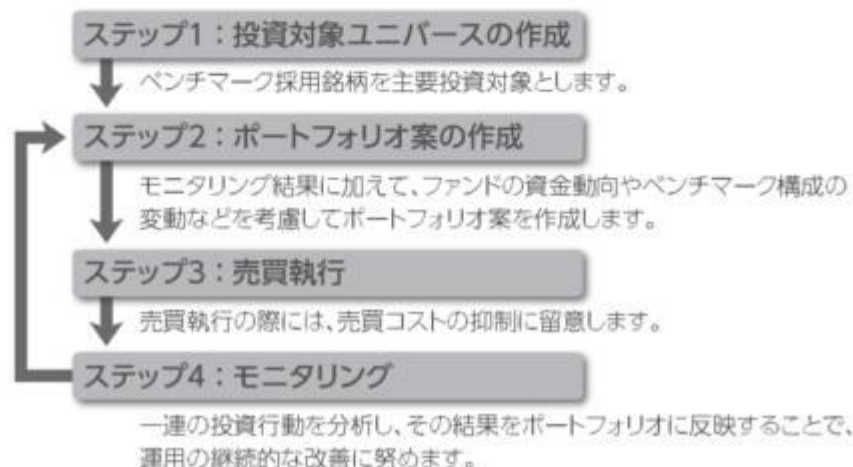 ステップ1：投資対象ユニバースの作成
ベンチマーク採用銘柄を主要投資対象とします。
ステップ2：ポートフォリオ案の作成
モニタリング結果に加えて、ファンドの資金動向やベンチマーク構成の
変動などを考慮してポートフォリオ案を作成します。
ステップ3：売買執行
売買執行の際には、売買コストの抑制に留意します。
ステップ4：モニタリング
一連の投資行動を分析し、その結果をポートフォリオに反映することで、
運用の継続的な改善に努めます。